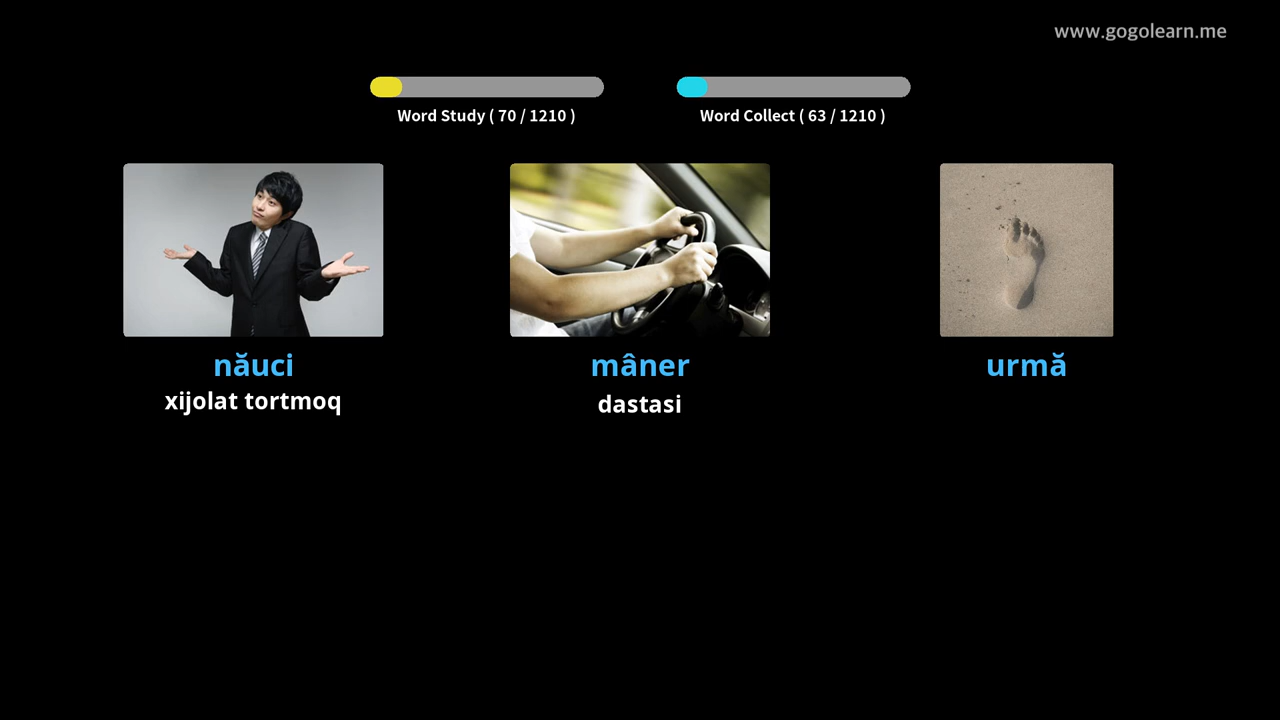 www.gogolearn.me
Word Study ( 70 / 1210 )
Word Collect ( 63 / 1210 )
năuci
mâner
urmă
xijolat tortmoq
dastasi